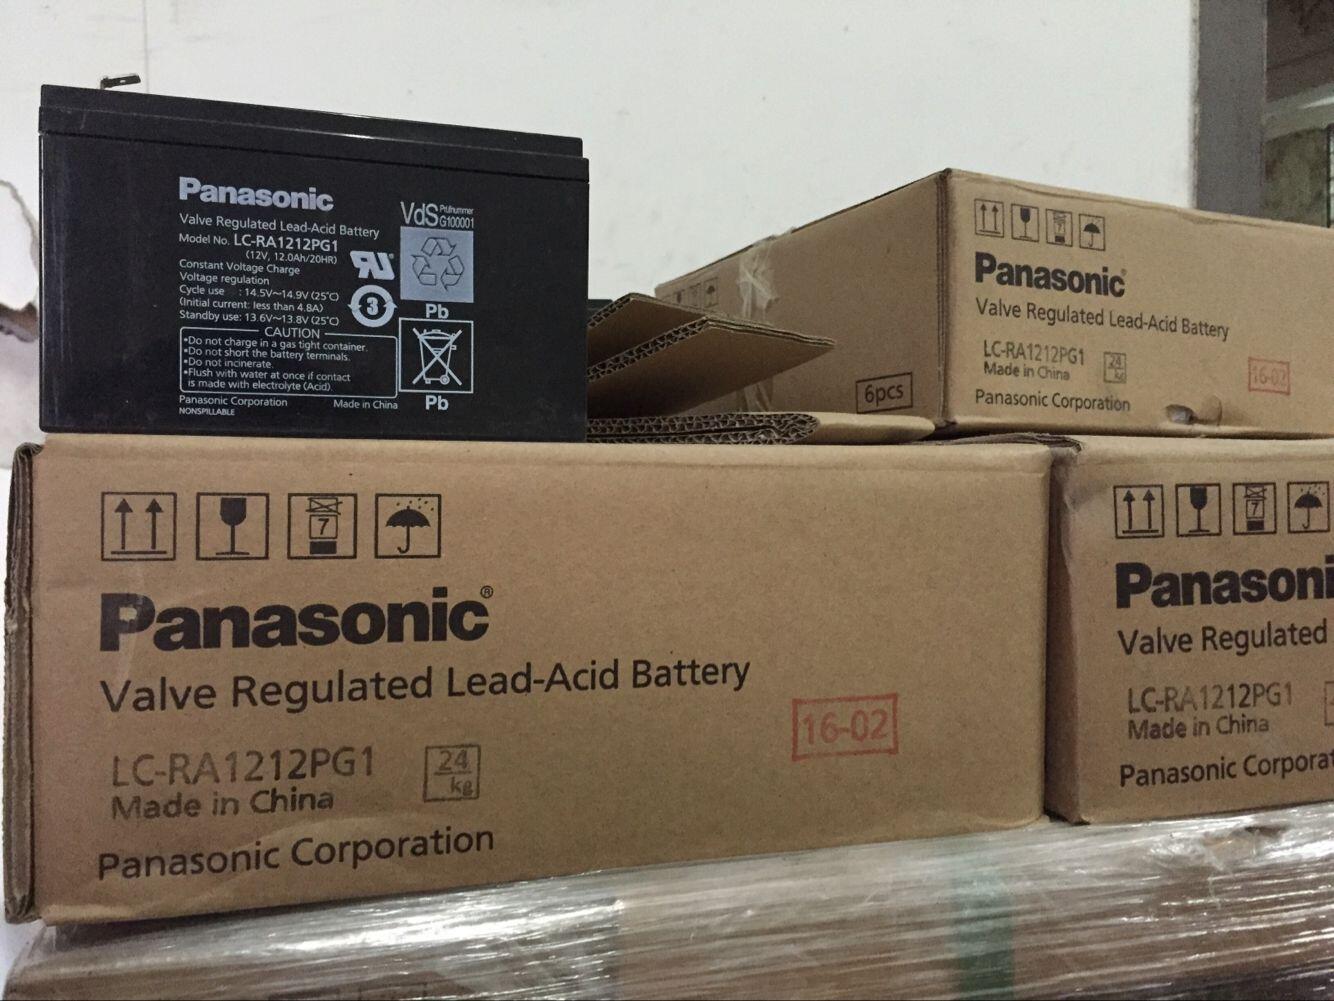 Panasonic
Valve Regulated Lead-Acid Battery
Model No. LC-RA1212PG1
(12V, 12.0Ah/20HR)
Constant Voltage Charge
Voltage regulation
Cycle use : 14.5V~14.9V (25℃)
(Initial current: less than 4.8A)
Standby use: 13.6V~13.8V (25℃)
CAUTION
•Do not charge in a gas tight container.
•Do not short the battery terminals.
•Do not incinerate.
•Flush with water at once if contact
is made with electrolyte (Acid).
Panasonic Corporation Made in China
NONSPILLABLE
VdS Prüfnummer
G100001
3
Pb
Pb
Panasonic
Valve Regulated Lead-Acid Battery
LC-RA1212PG1 24 kg
Made in China
16-02
Panasonic Corporation
6pcs
7
Panasonic®
Valve Regulated Lead-Acid Battery
16-02
LC-RA1212PG1 24 kg
Made in China
Panasonic Corporation
7
Panasoni
Valve Regulated
LC-RA1212PG1
Made in China
Panasonic Corporat